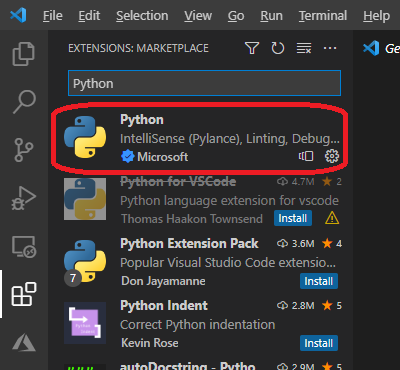 File Edit Selection View Go Run Terminal Help
EXTENSIONS: MARKETPLACE
Ge
Python
Python
IntelliSense (Pylance), Linting, Debug...
Microsoft
Python for VSCode 4.7M 2
Python language extension for vscode
Thomas Haakon Townsend Install
Python Extension Pack 3.6M 4
Popular Visual Studio Code extensio...
7
Don Jayamanne Install
Python Indent 2.8M 5
Correct Python indentation
Kevin Rose Install
autoDocstring - Pytho... 2.9M 5